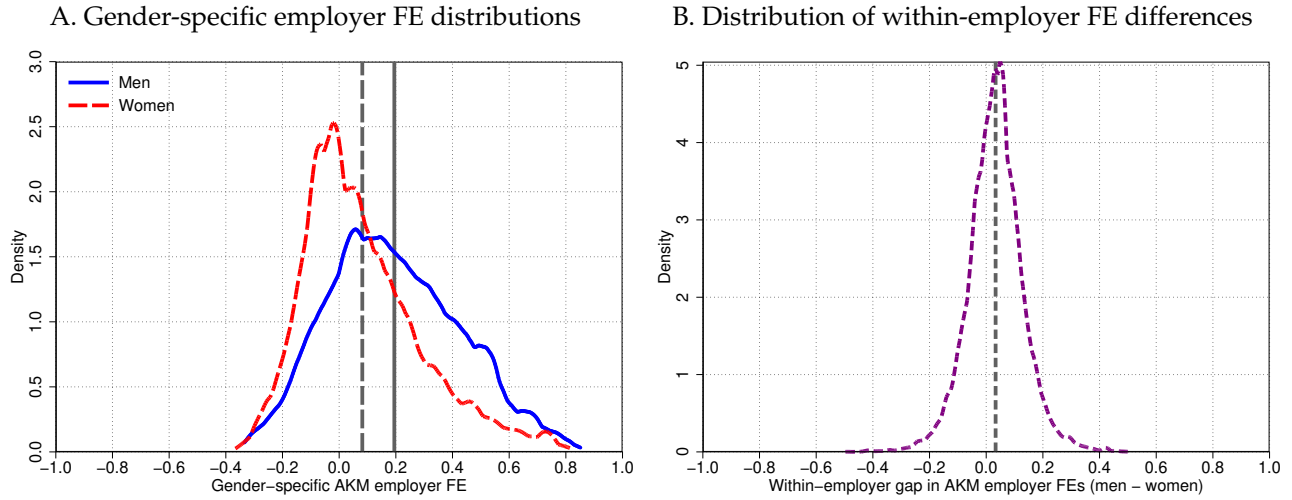 A. Gender-specific employer FE distributions
3.0
2.5
2.0
1.5
1.0
0.5
0.0
Density
Men
Women
−1.0 −0.8 −0.6 −0.4 −0.2 0.0 0.2 0.4 0.6 0.8 1.0
Gender−specific AKM employer FE
B. Distribution of within-employer FE differences
5
4
3
2
1
0
Density
−1.0 −0.8 −0.6 −0.4 −0.2 0.0 0.2 0.4 0.6 0.8 1.0
Within−employer gap in AKM employer FEs (men − women)